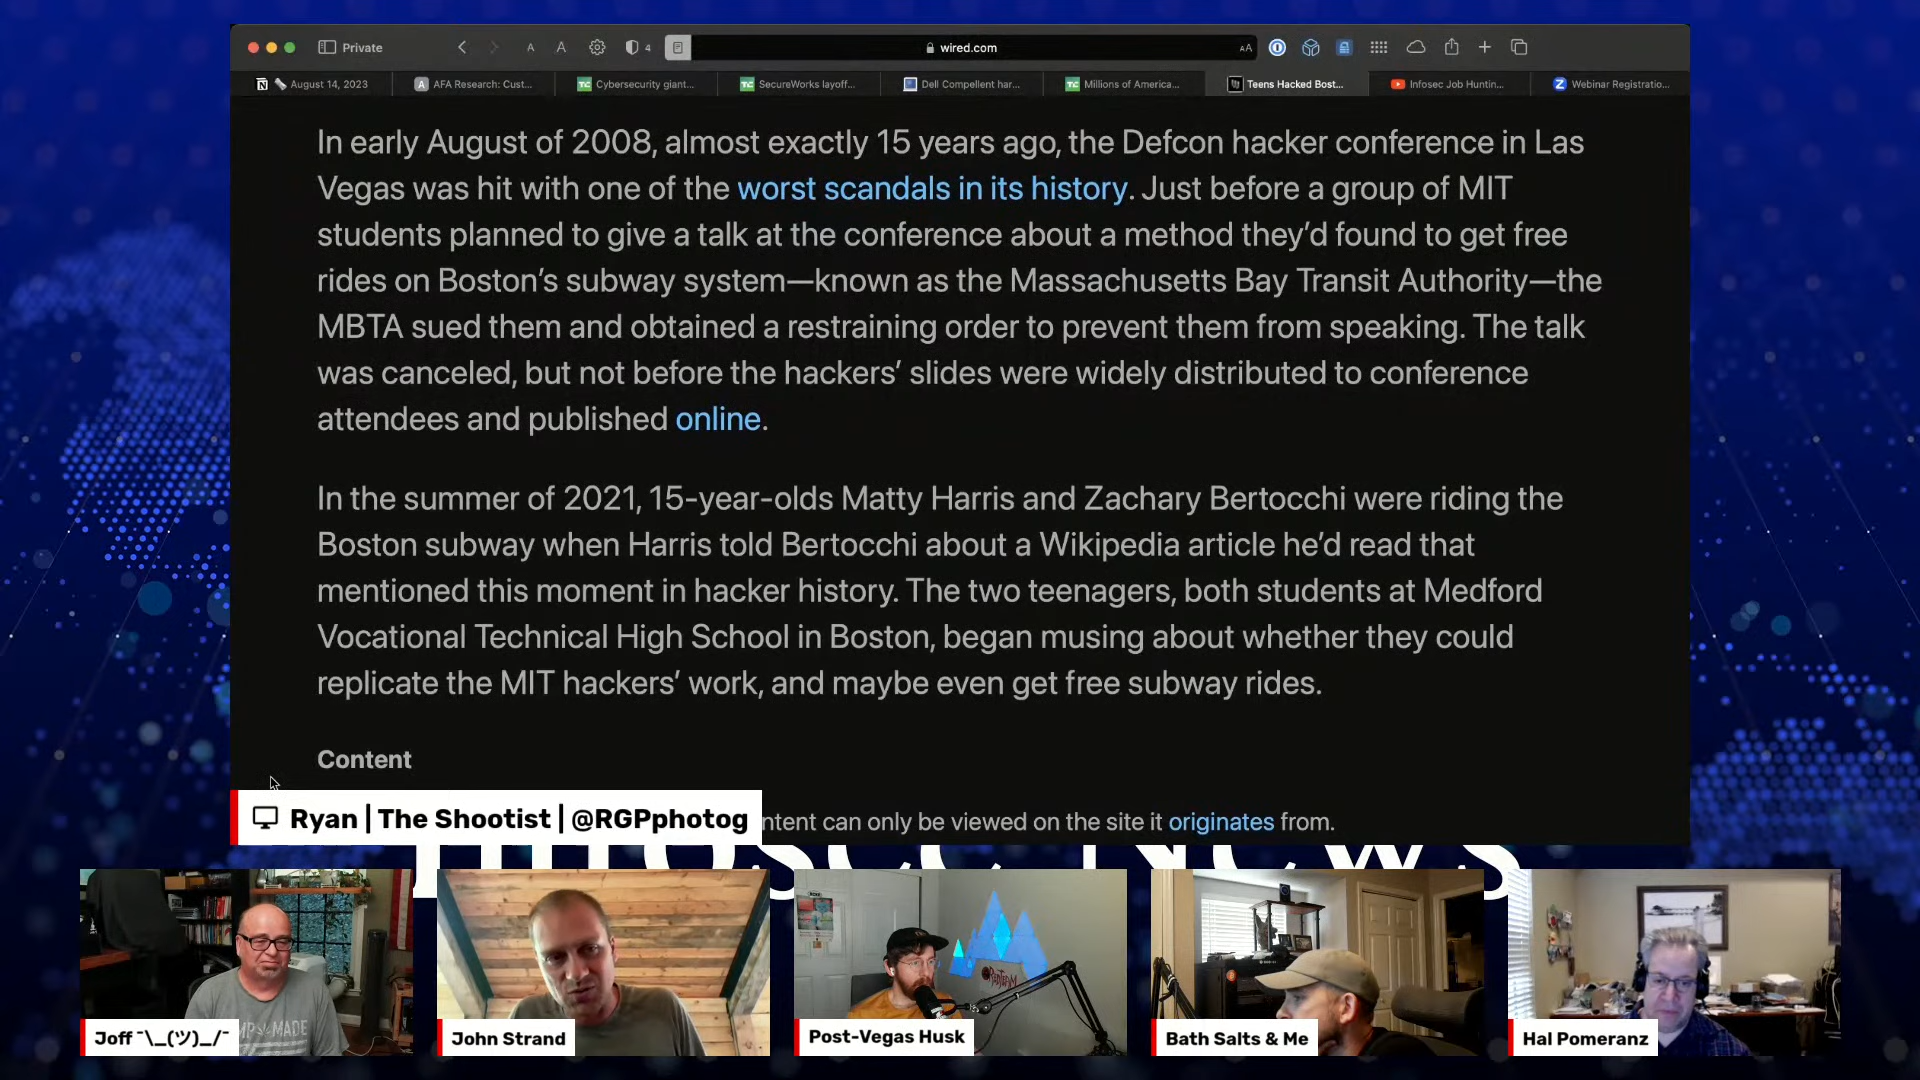 Private
A
A
4
wired.com
AA
August 14, 2023
AFA Research: Cust...
Cybersecurity giant...
SecureWorks layoff...
Dell Compellent har...
Millions of America...
Teens Hacked Bost...
Infosec Job Huntin...
Webinar Registratio...
In early August of 2008, almost exactly 15 years ago, the Defcon hacker conference in Las
Vegas was hit with one of the worst scandals in its history. Just before a group of MIT
students planned to give a talk at the conference about a method they’d found to get free
rides on Boston’s subway system—known as the Massachusetts Bay Transit Authority—the
MBTA sued them and obtained a restraining order to prevent them from speaking. The talk
was canceled, but not before the hackers’ slides were widely distributed to conference
attendees and published online.
In the summer of 2021, 15-year-olds Matty Harris and Zachary Bertocchi were riding the
Boston subway when Harris told Bertocchi about a Wikipedia article he’d read that
mentioned this moment in hacker history. The two teenagers, both students at Medford
Vocational Technical High School in Boston, began musing about whether they could
replicate the MIT hackers’ work, and maybe even get free subway rides.
Content
Ryan | The Shootist | @RGPphotog
ntent can only be viewed on the site it originates from.
Infosec News
Joff ¯\_(ツ)_/¯
John Strand
Post-Vegas Husk
Bath Salts & Me
Hal Pomeranz